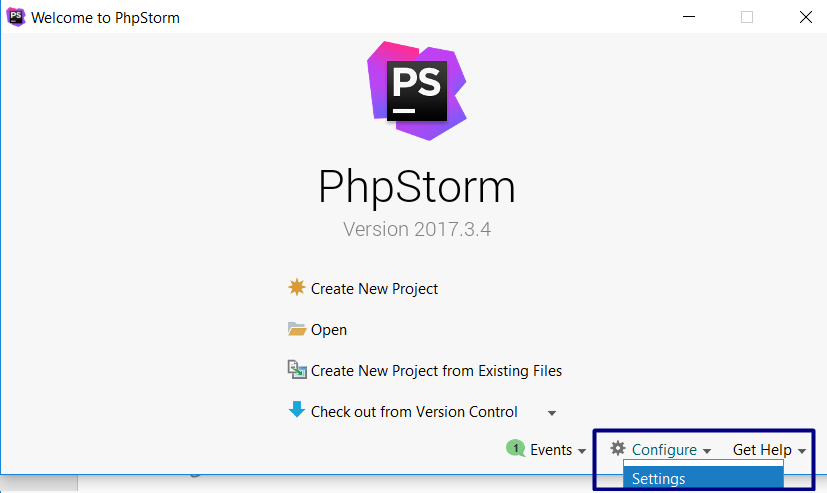 Welcome to PhpStorm
PS
PhpStorm
Version 2017.3.4
Create New Project
Open
Create New Project from Existing Files
Check out from Version Control
1 Events Configure Get Help
Settings